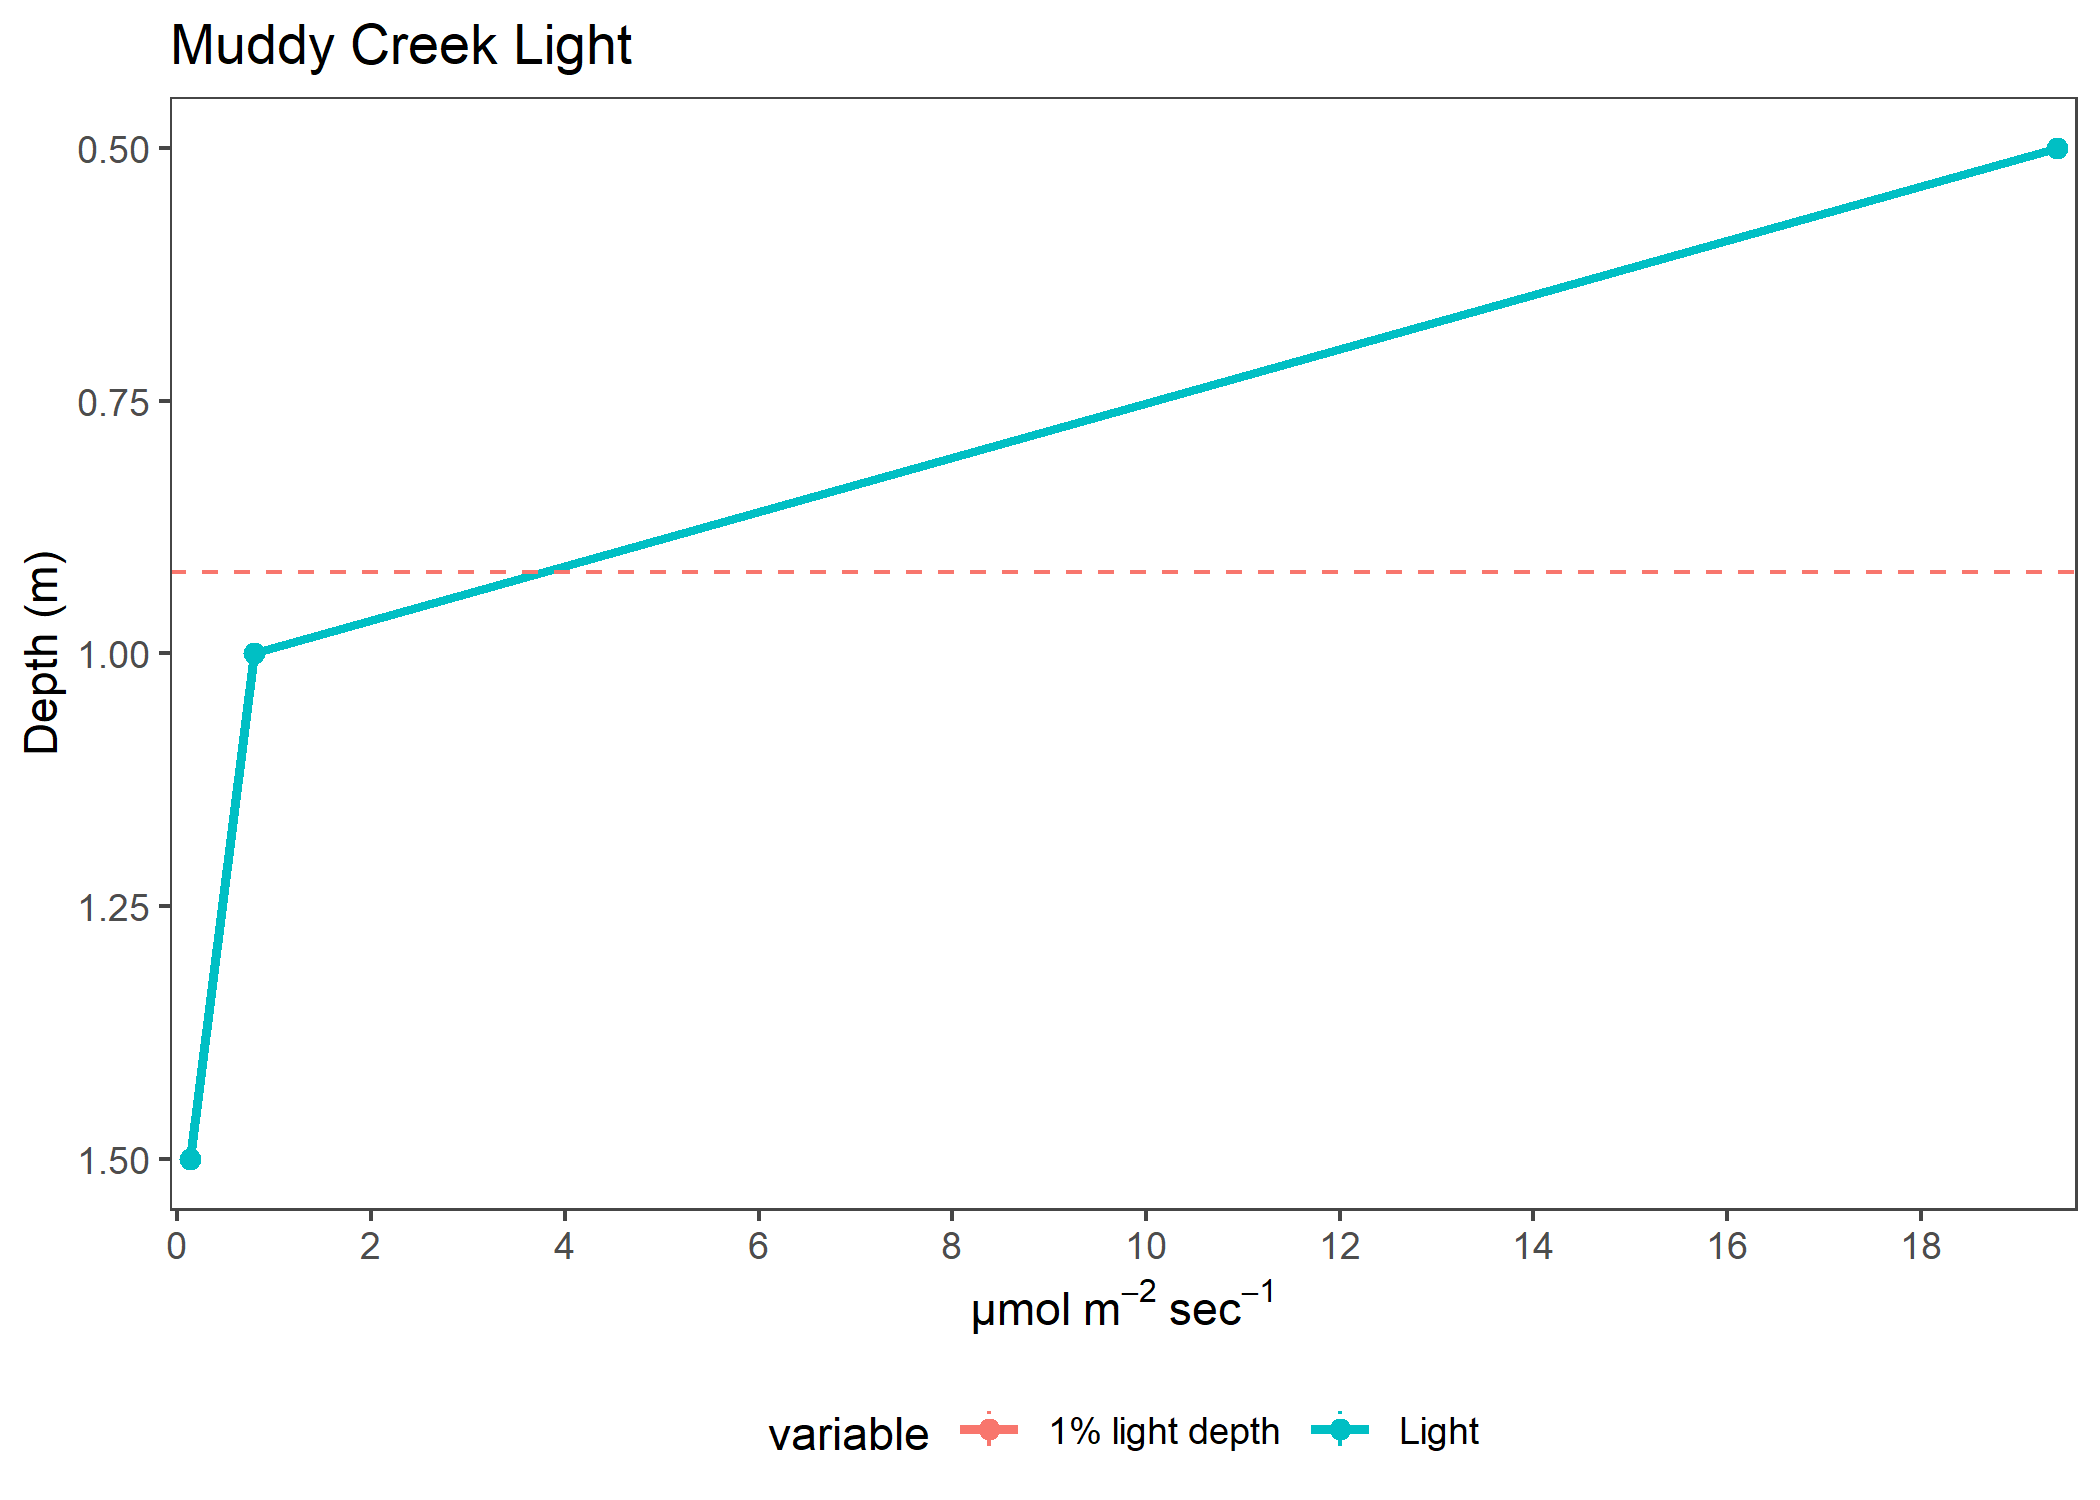 Muddy Creek Light
0.50
0.75
1.00
1.25
1.50
Depth (m)
0 2 4 6 8 10 12 14 16 18
µmol m⁻² sec⁻¹
variable 1% light depth Light